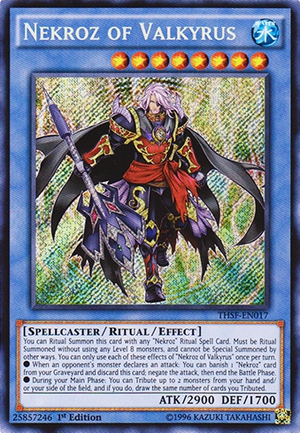 NEKROZ OF VALKYRUS
水
THSF-EN017
[SPELLCASTER / RITUAL / EFFECT]
You can Ritual Summon this card with any "Nekroz" Ritual Spell Card. Must be Ritual
Summoned without using any Level 8 monsters, and cannot be Special Summoned by
other ways. You can only use each of these effects of "Nekroz of Valkyrus" once per turn.
● When an opponent's monster declares an attack: You can banish 1 "Nekroz" card
from your Graveyard and discard this card; negate the attack, then end the Battle Phase.
● During your Main Phase: You can Tribute up to 2 monsters from your hand and/
or your side of the field, and if you do, draw the same number of cards you Tributed.
ATK/2900 DEF/1700
25857246 1st Edition ©1996 KAZUKI TAKAHASHI